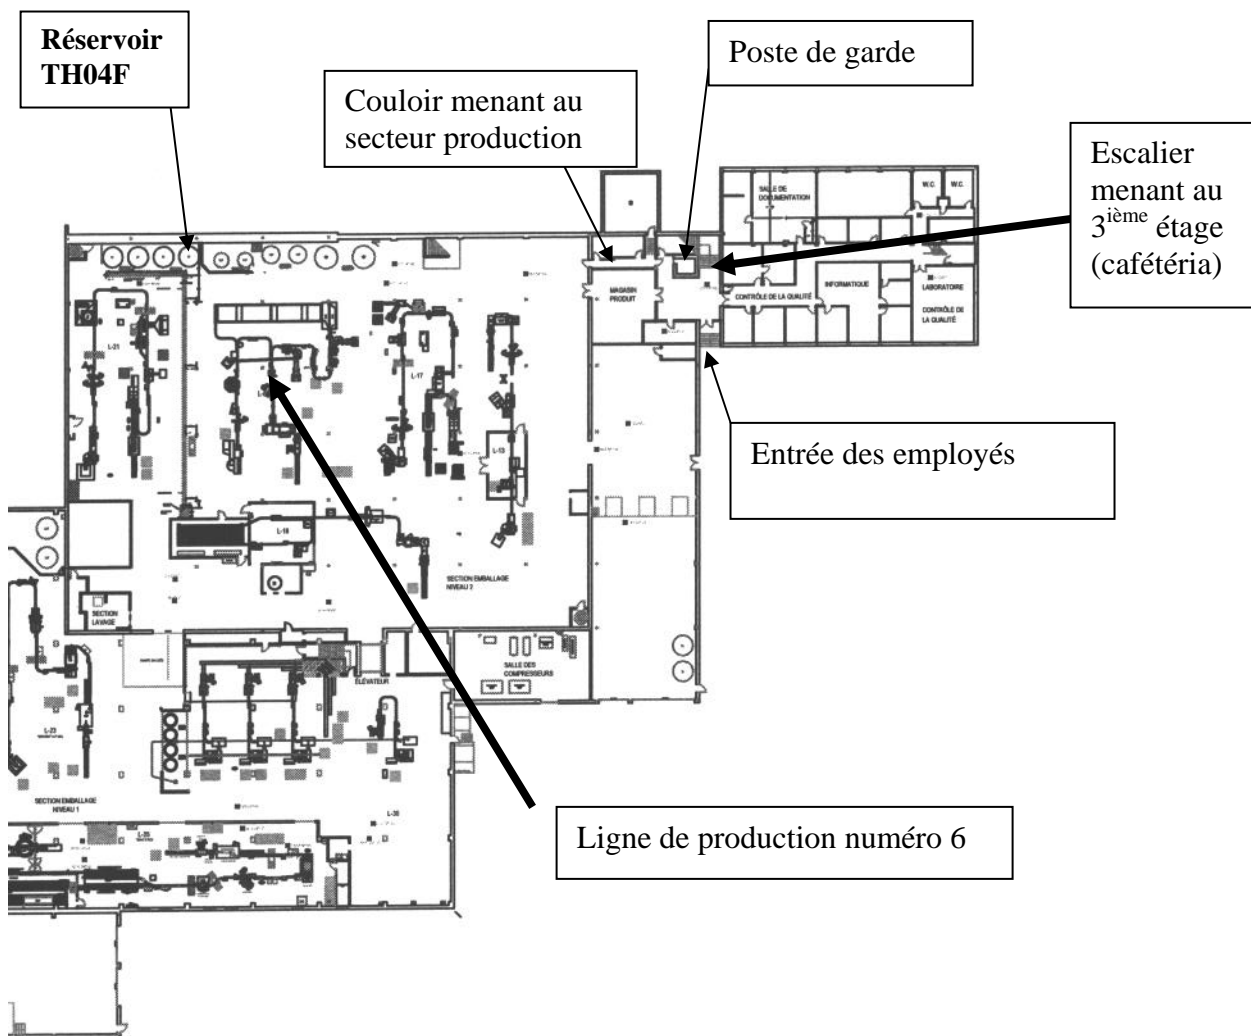 Réservoir
TH04F
Poste de garde
Couloir menant au
secteur production
Escalier
menant au
3ième étage
(cafétéria)
SALLE DE
DOCUMENTATION
W.C.
W.C.
MAGASIN
PRODUIT
CONTRÔLE DE LA QUALITÉ
INFORMATIQUE
LABORATOIRE
CONTRÔLE DE
LA QUALITÉ
L-21
L-17
L-13
Entrée des employés
L-18
SECTION EMBALLAGE
NIVEAU 2
SECTION
LAVAGE
SALLE DES
COMPRESSEURS
ÉLÉVATEUR
L-23
SECTION EMBALLAGE
NIVEAU 1
L-30
Ligne de production numéro 6